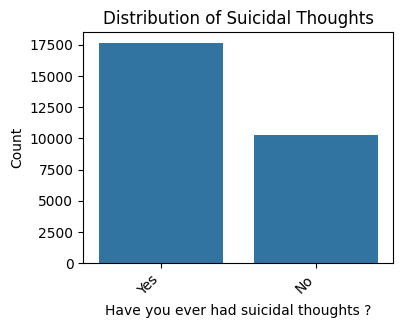 Distribution of Suicidal Thoughts
17500
15000
12500
10000
7500
5000
2500
0
Count
Yes
No
Have you ever had suicidal thoughts ?